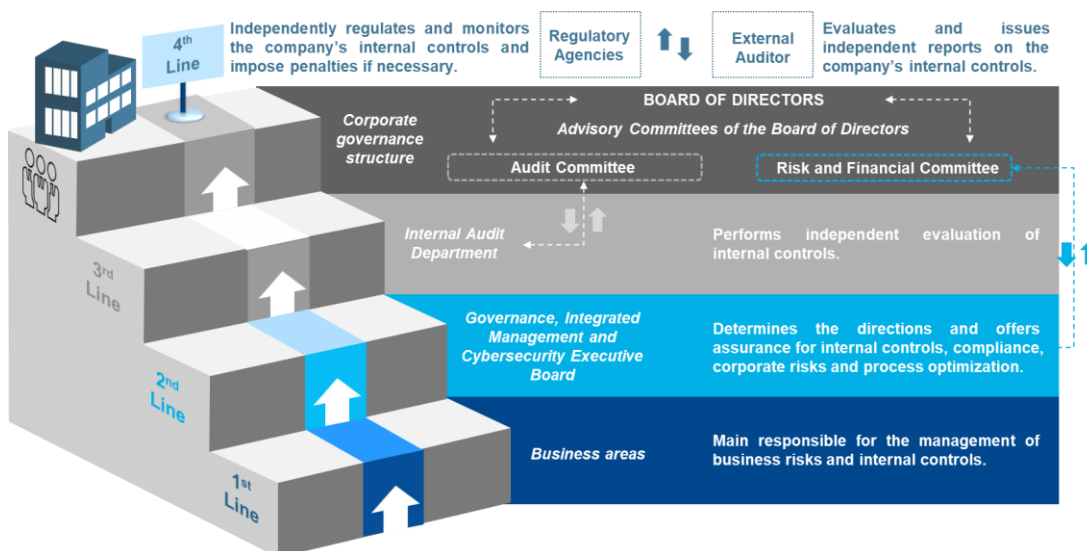 4th
Line
Independently regulates and monitors
the company's internal controls and
impose penalties if necessary.
Regulatory
Agencies
External
Auditor
Evaluates and issues
independent reports on the
company's internal controls.
Corporate
governance
structure
BOARD OF DIRECTORS
Advisory Committees of the Board of Directors
Audit Committee
Risk and Financial Committee
3rd
Line
Internal Audit
Department
Performs independent evaluation of
internal controls.
2nd
Line
Governance, Integrated
Management and
Cybersecurity Executive
Board
Determines the directions and offers
assurance for internal controls, compliance,
corporate risks and process optimization.
1st
Line
Business areas
Main responsible for the management of
business risks and internal controls.